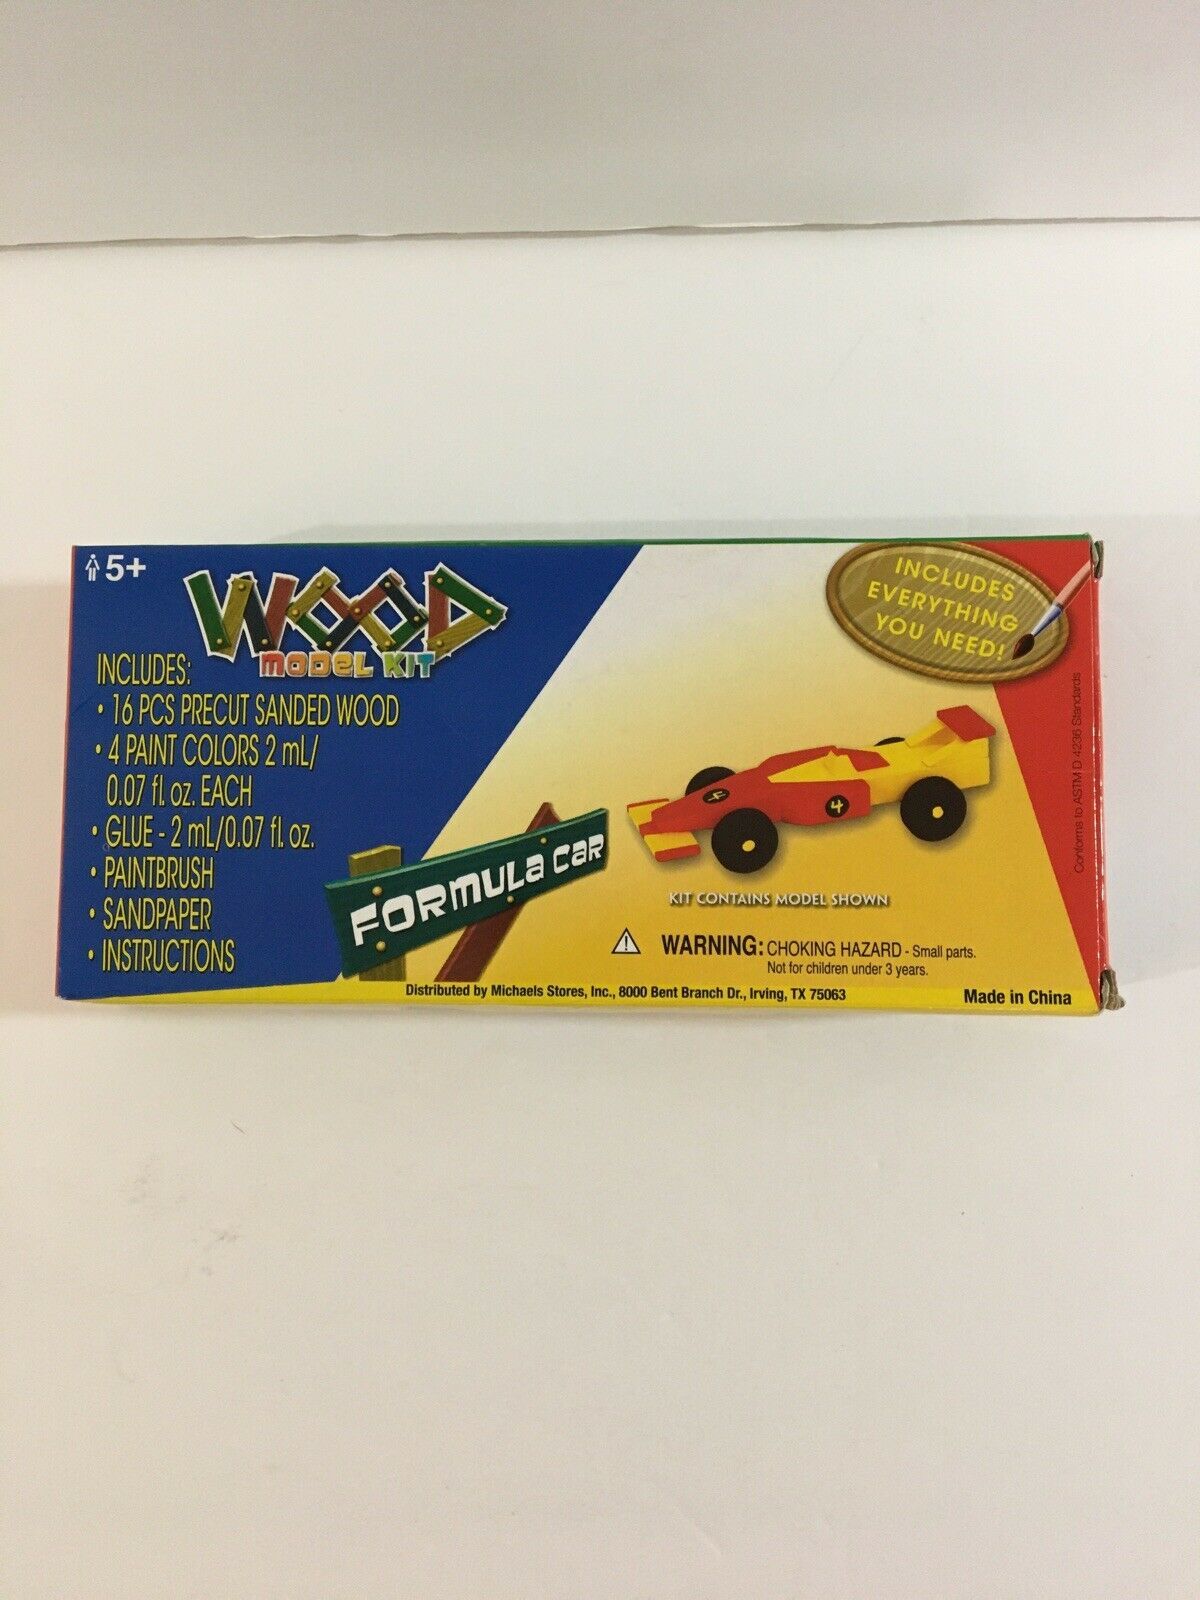 5+
WOOD
MODEL KIT
INCLUDES:
• 16 PCS PRECUT SANDED WOOD
• 4 PAINT COLORS 2 mL/
0.07 fl. oz. EACH
• GLUE - 2 mL/0.07 fl. oz.
• PAINTBRUSH
• SANDPAPER
• INSTRUCTIONS
FORMULA CAR
INCLUDES
EVERYTHING
YOU NEED!
4
4
KIT CONTAINS MODEL SHOWN
WARNING: CHOKING HAZARD - Small parts.
Not for children under 3 years.
Distributed by Michaels Stores, Inc., 8000 Bent Branch Dr., Irving, TX 75063
Made in China
Conforms to ASTM D 4236 Standards